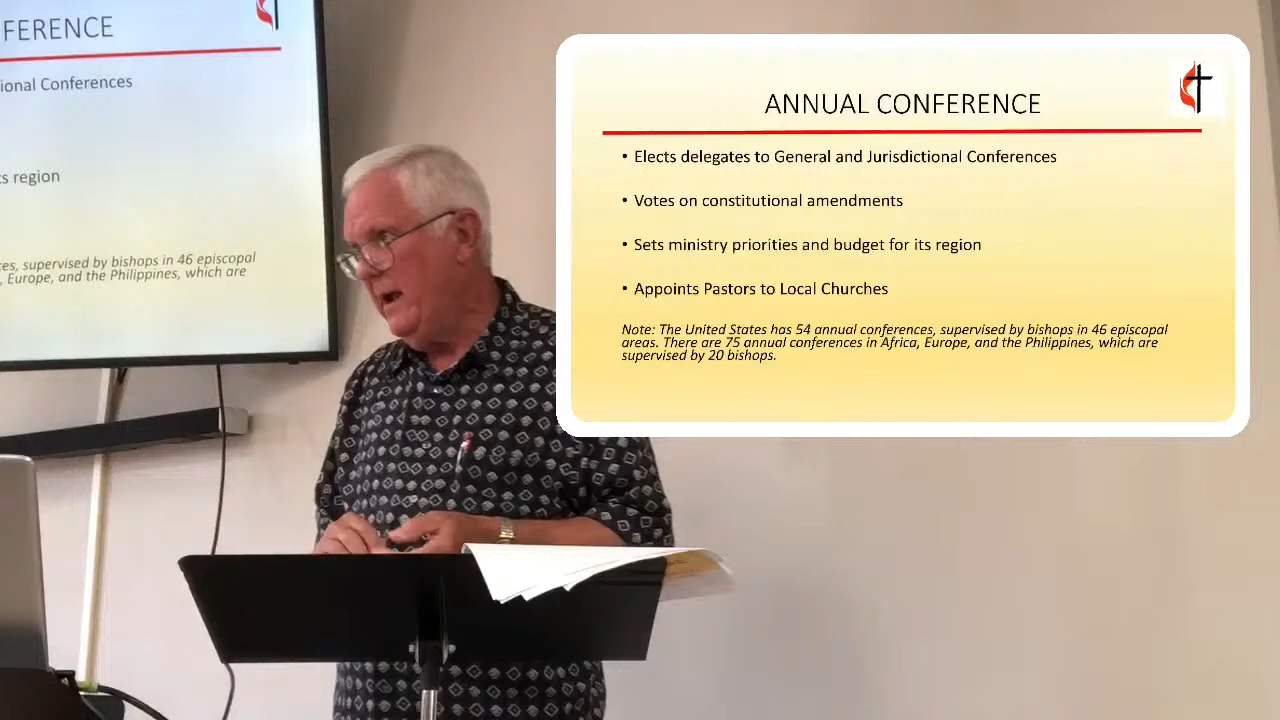 FERENCE
ional Conferences
s region
ces, supervised by bishops in 46 episcopal
, Europe, and the Philippines, which are
ANNUAL CONFERENCE
• Elects delegates to General and Jurisdictional Conferences
• Votes on constitutional amendments
• Sets ministry priorities and budget for its region
• Appoints Pastors to Local Churches
Note: The United States has 54 annual conferences, supervised by bishops in 46 episcopal
areas. There are 75 annual conferences in Africa, Europe, and the Philippines, which are
supervised by 20 bishops.